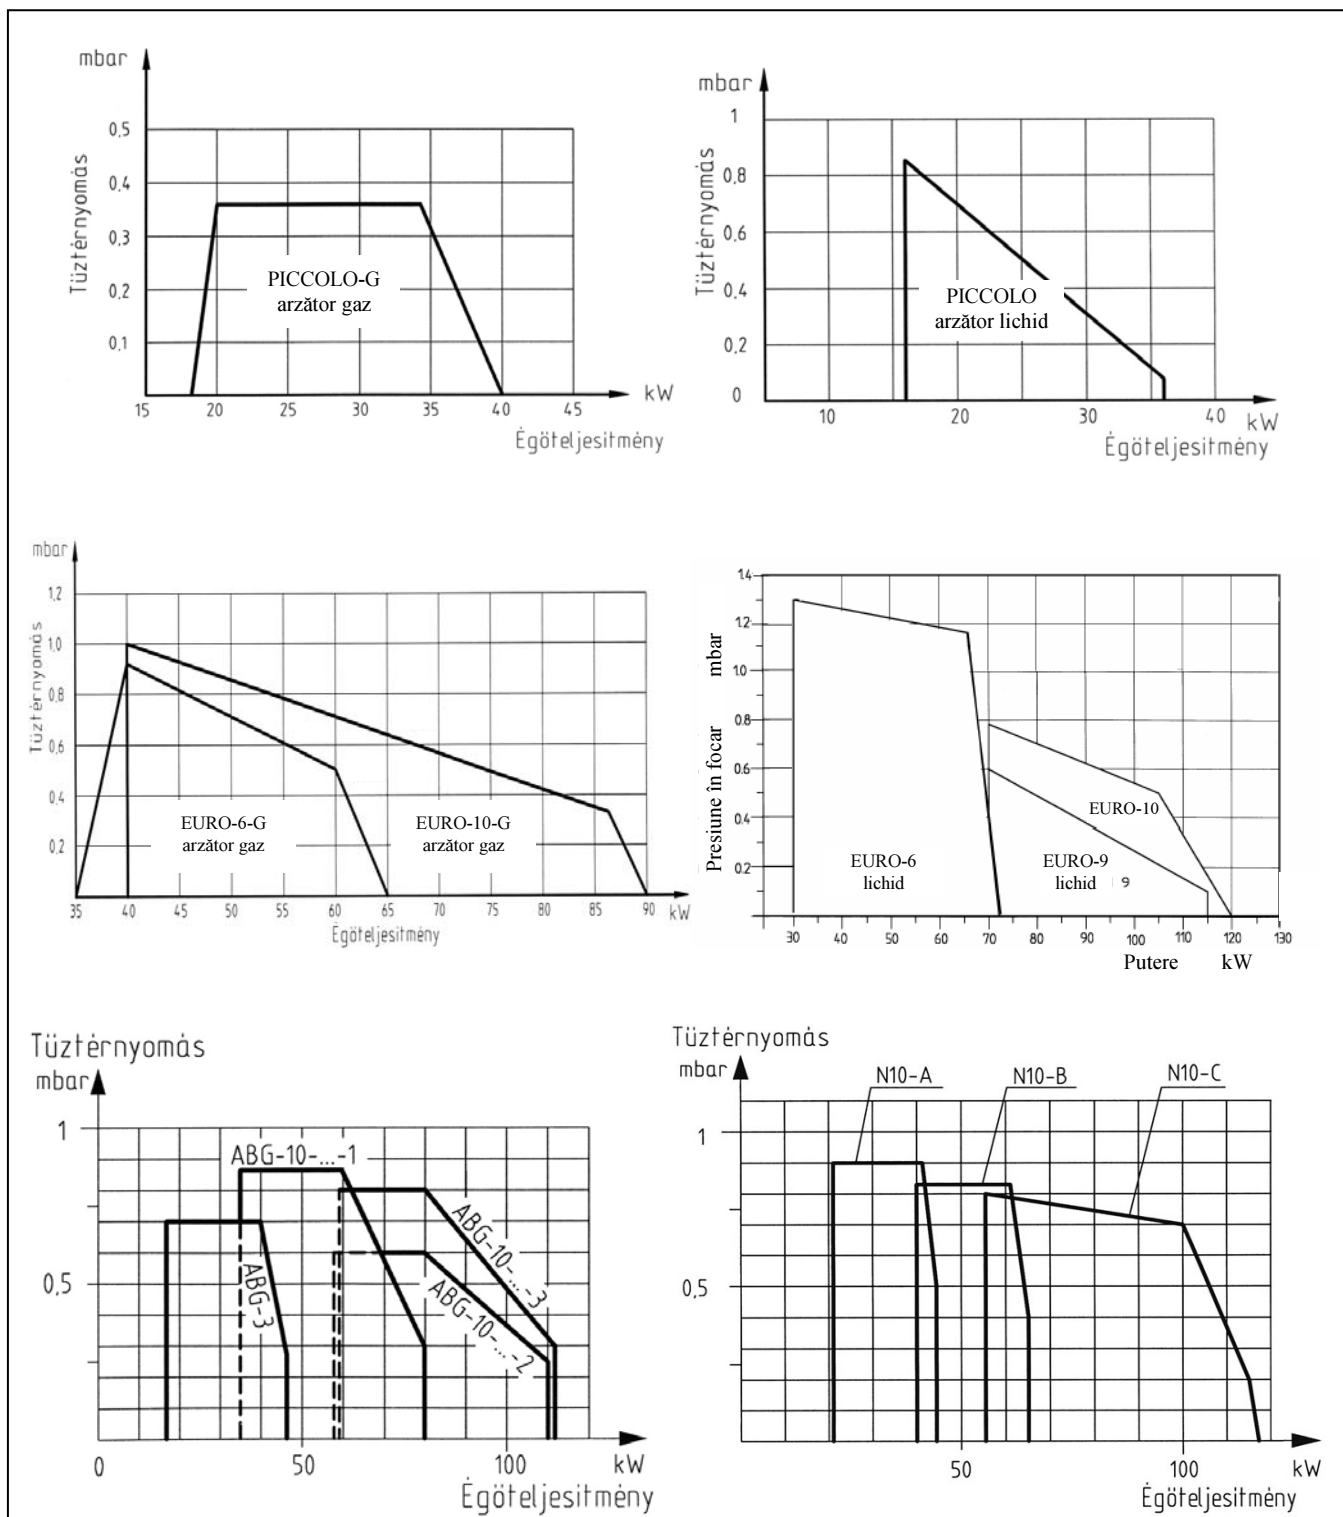 mbar
Tüztérnyomás
0,5
0,4
0,3
0,2
0,1
PICCOLO-G
arzător gaz
15 20 25 30 35 40 45 kW
Égöteljesitmény
mbar
Tüztérnyomás
1
0,8
0,6
0,4
0,2
0
PICCOLO
arzător lichid
10 20 30 40 kW
Égöteljesitmény
mbar
Tüztérnyomás
1,2
1,0
0,8
0,6
0,4
0,2
EURO-6-G
arzător gaz
EURO-10-G
arzător gaz
35 40 45 50 55 60 65 70 75 80 86 90 kW
Égöteljesitmény
Presiune în focar mbar
1.4
1.2
1.0
0.8
0.6
0.4
0.2
EURO-10
EURO-6
lichid
EURO-9
lichid 9
30 40 50 60 70 80 90 100 110 120 130
Putere kW
Tüztérnyomás
mbar
1
0,5
ABG-10-...-1
ABG-3
ABG-10-...-3
ABG-10-...-2
0 50 100 kW
Égöteljesitmény
Tüztérnyomás
mbar
N10-A
N10-B
N10-C
1
0,5
50 100 kW
Égöteljesitmény